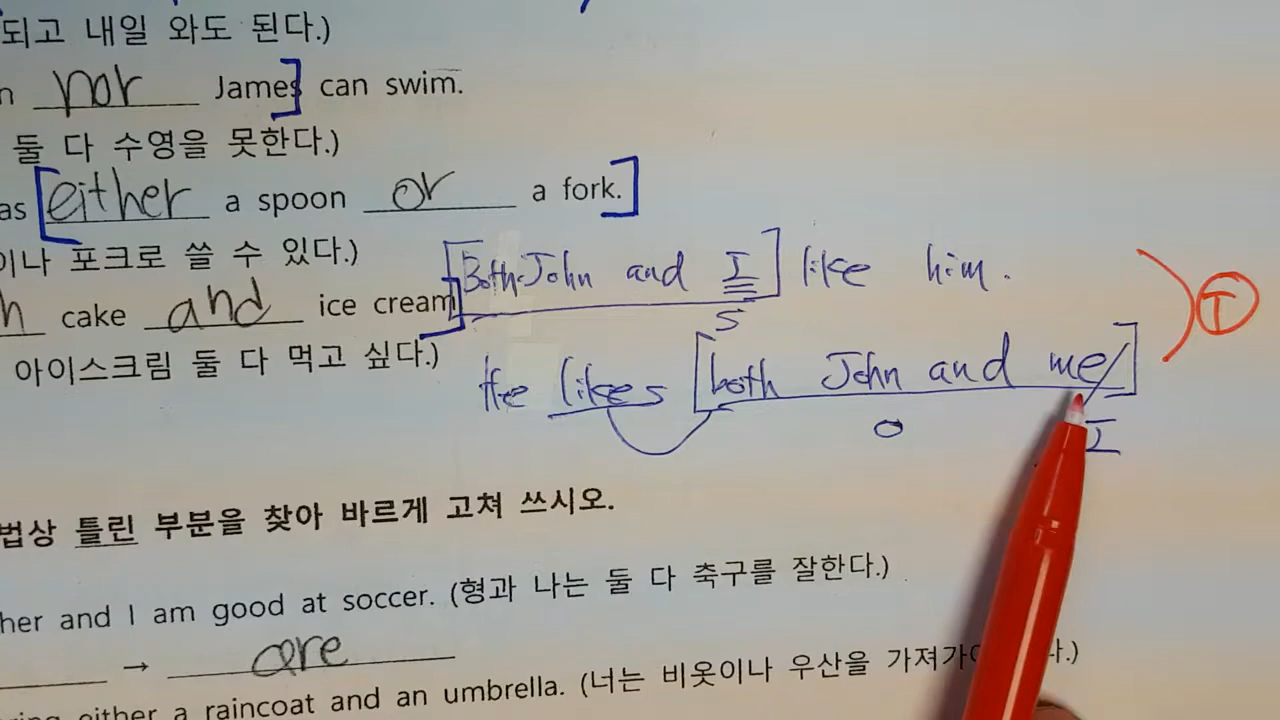 되고 내일 와도 된다.)
n nor James can swim.
둘 다 수영을 못한다.)
as either a spoon or a fork.
이나 포크로 쓸 수 있다.)
Both John and I like him.
S
h cake and ice cream
아이스크림 둘 다 먹고 싶다.)
He likes both John and me/
O I
T
법상 틀린 부분을 찾아 바르게 고쳐 쓰시오.
her and I am good at soccer. (형과 나는 둘 다 축구를 잘한다.)
→ are
either a raincoat and an umbrella. (너는 비옷이나 우산을 가져가